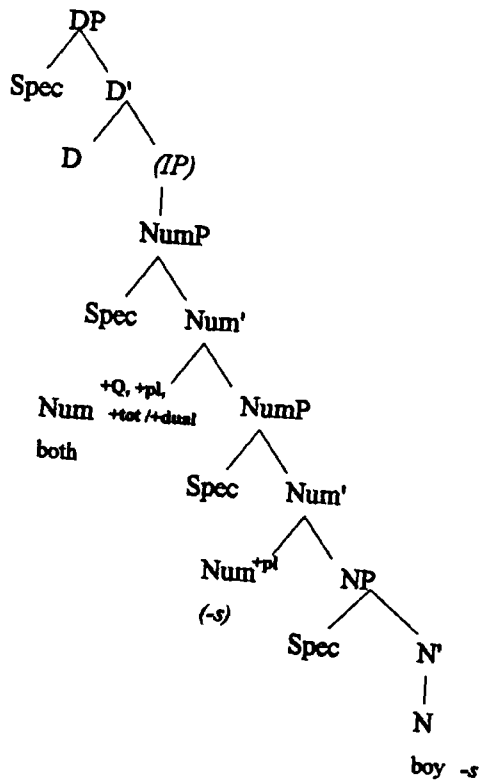 DP
Spec D'
D (IP)
NumP
Spec Num'
+Q, +pl,
Num +tot /+dual NumP
both
Spec Num'
Num +pl NP
(-s)
Spec N'
N
boy -s